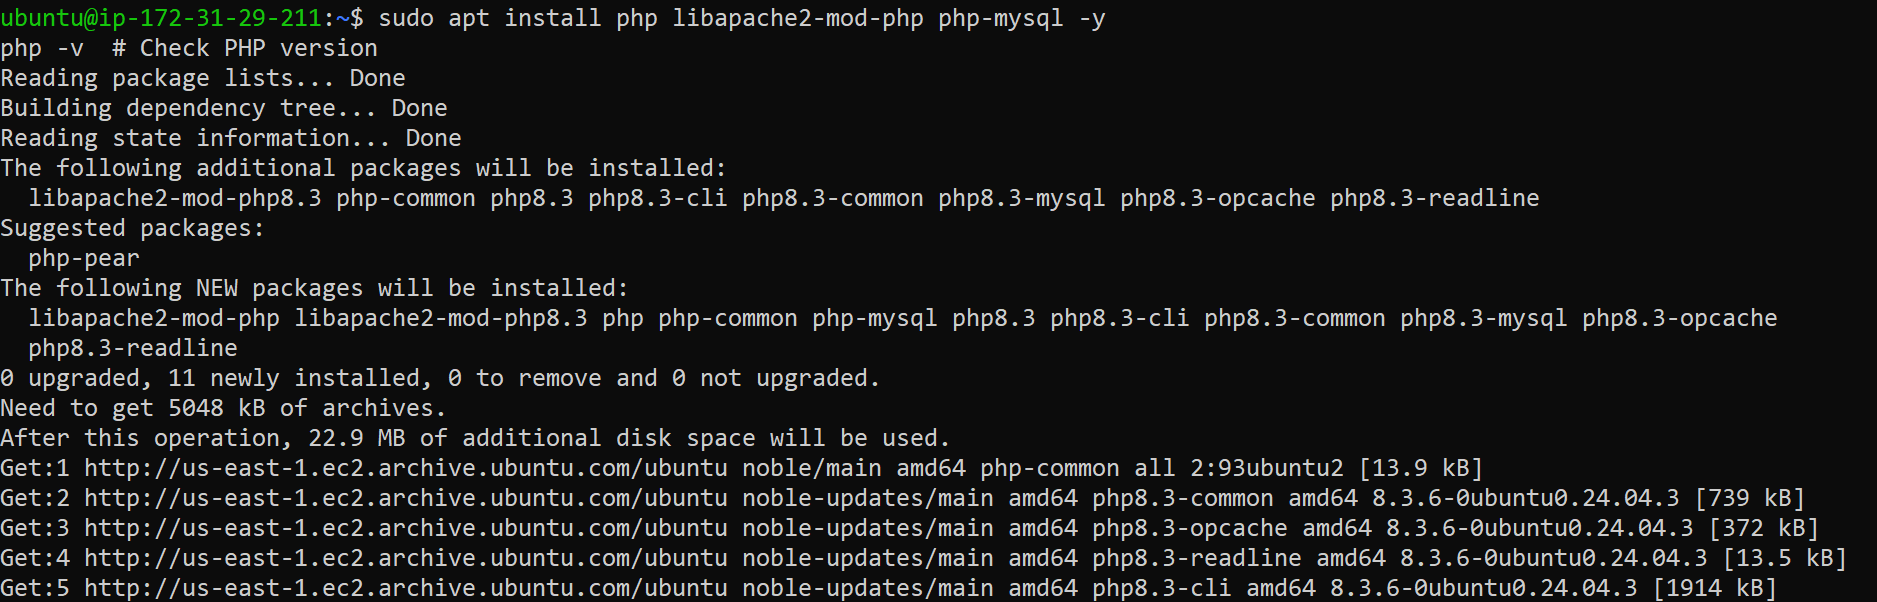 ubuntu@ip-172-31-29-211:~$ sudo apt install php libapache2-mod-php php-mysql -y
php -v  # Check PHP version
Reading package lists... Done
Building dependency tree... Done
Reading state information... Done
The following additional packages will be installed:
  libapache2-mod-php8.3 php-common php8.3 php8.3-cli php8.3-common php8.3-mysql php8.3-opcache php8.3-readline
Suggested packages:
  php-pear
The following NEW packages will be installed:
  libapache2-mod-php libapache2-mod-php8.3 php php-common php-mysql php8.3 php8.3-cli php8.3-common php8.3-mysql php8.3-opcache
  php8.3-readline
0 upgraded, 11 newly installed, 0 to remove and 0 not upgraded.
Need to get 5048 kB of archives.
After this operation, 22.9 MB of additional disk space will be used.
Get:1 http://us-east-1.ec2.archive.ubuntu.com/ubuntu noble/main amd64 php-common all 2:93ubuntu2 [13.9 kB]
Get:2 http://us-east-1.ec2.archive.ubuntu.com/ubuntu noble-updates/main amd64 php8.3-common amd64 8.3.6-0ubuntu0.24.04.3 [739 kB]
Get:3 http://us-east-1.ec2.archive.ubuntu.com/ubuntu noble-updates/main amd64 php8.3-opcache amd64 8.3.6-0ubuntu0.24.04.3 [372 kB]
Get:4 http://us-east-1.ec2.archive.ubuntu.com/ubuntu noble-updates/main amd64 php8.3-readline amd64 8.3.6-0ubuntu0.24.04.3 [13.5 kB]
Get:5 http://us-east-1.ec2.archive.ubuntu.com/ubuntu noble-updates/main amd64 php8.3-cli amd64 8.3.6-0ubuntu0.24.04.3 [1914 kB]